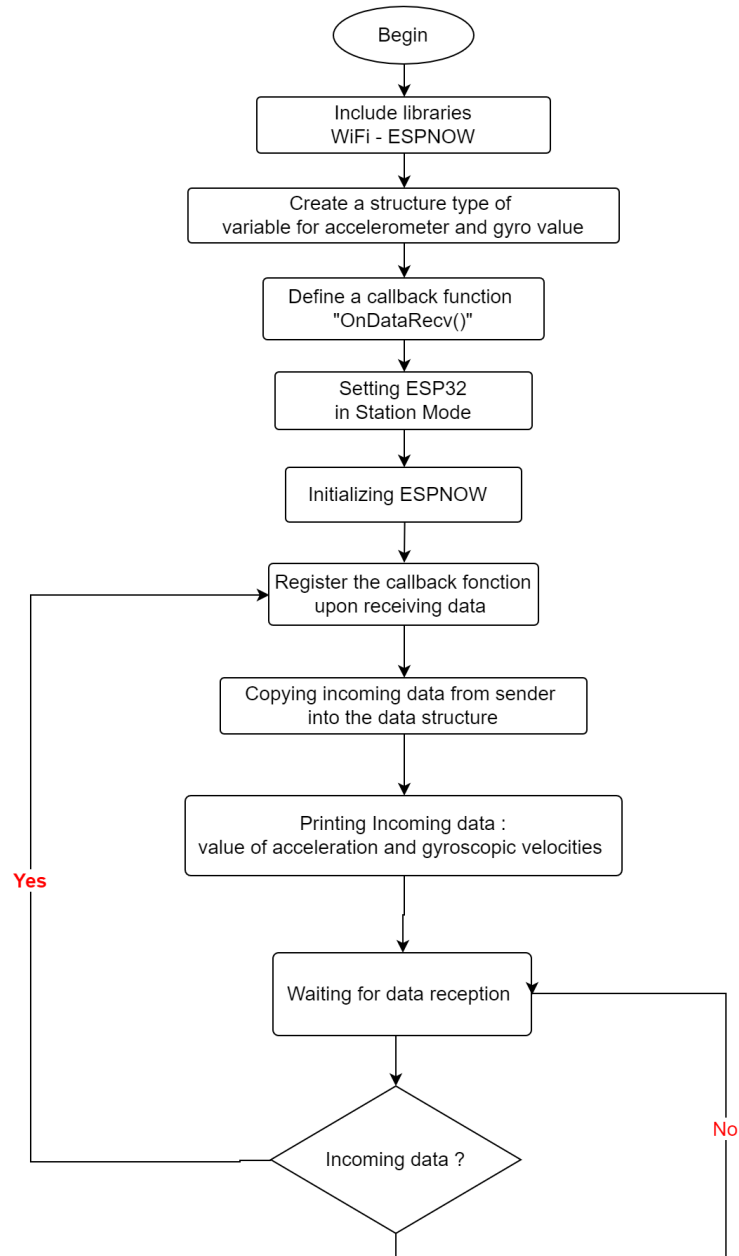 Begin
Include libraries
WiFi - ESPNOW
Create a structure type of
variable for accelerometer and gyro value
Define a callback function
"OnDataRecv()"
Setting ESP32
in Station Mode
Initializing ESPNOW
Register the callback fonction
upon receiving data
Copying incoming data from sender
into the data structure
Printing Incoming data :
value of acceleration and gyroscopic velocities
Yes
Waiting for data reception
No
Incoming data ?